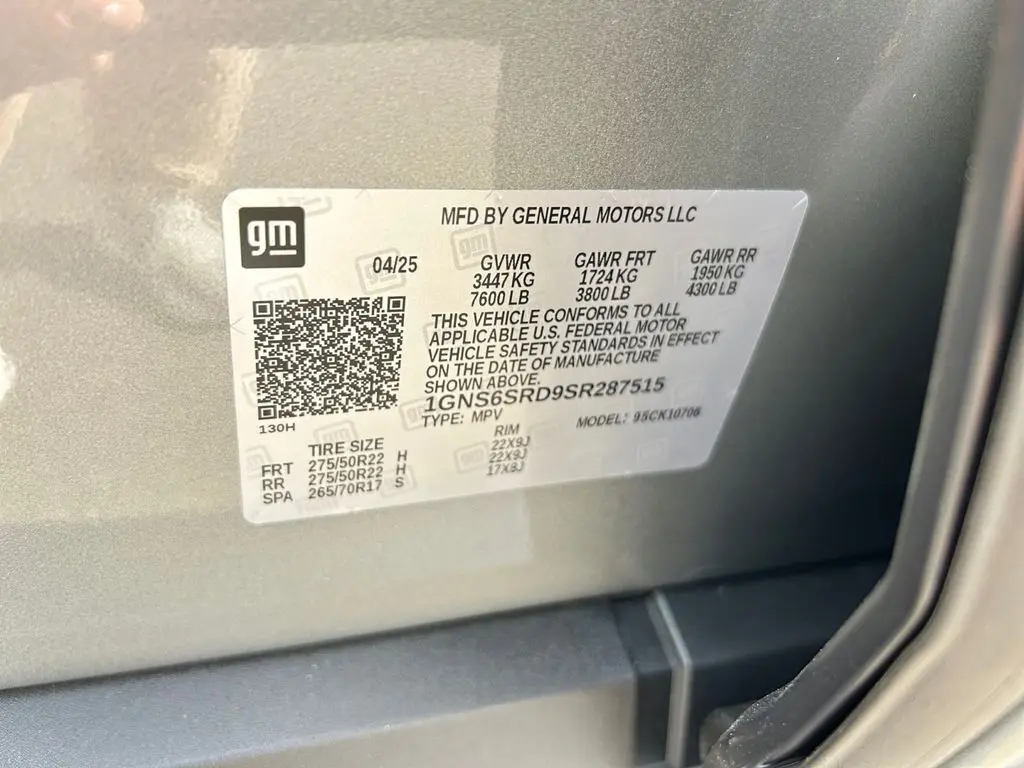 gm
MFD BY GENERAL MOTORS LLC
04/25
GVWR
3447 KG
7600 LB
GAWR FRT
1724 KG
3800 LB
GAWR RR
1950 KG
4300 LB
THIS VEHICLE CONFORMS TO ALL
APPLICABLE U.S. FEDERAL MOTOR
VEHICLE SAFETY STANDARDS IN EFFECT
ON THE DATE OF MANUFACTURE
SHOWN ABOVE.
1GNS6SRD9SR287515
TYPE: MPV
MODEL: 95CK10706
130H
TIRE SIZE RIM
FRT 275/50R22 H 22X9J
RR 275/50R22 H 22X9J
SPA 265/70R17 S 17X8J